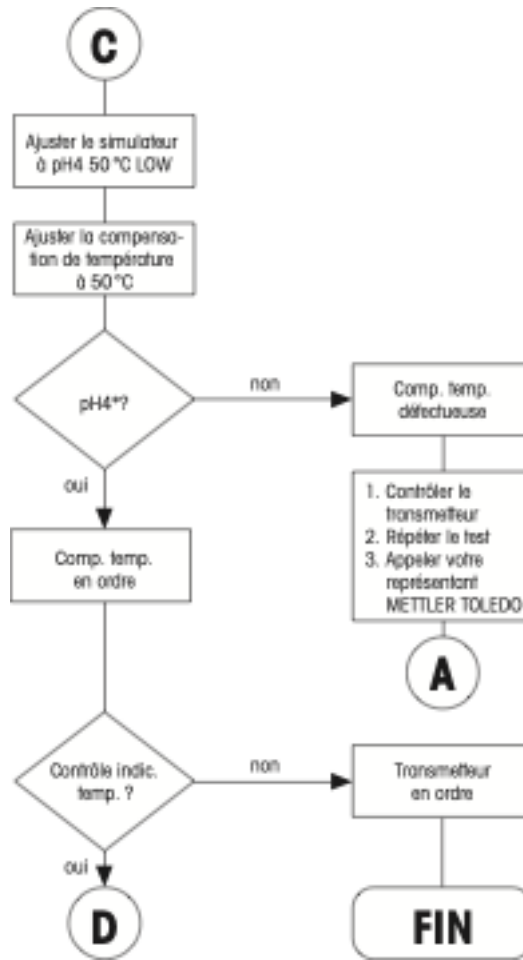 C
Ajuster le simulateur
à pH4 50 °C LOW
Ajuster la compensa-
tion de température
à 50 °C
pH4*?
non
Comp. temp.
défectueuse
oui
1. Contrôler le
transmetteur
2. Répéter le test
3. Appeler votre
représentant
METTLER TOLEDO
Comp. temp.
en ordre
A
Contrôle indic.
temp. ?
non
Transmetteur
en ordre
oui
D
FIN